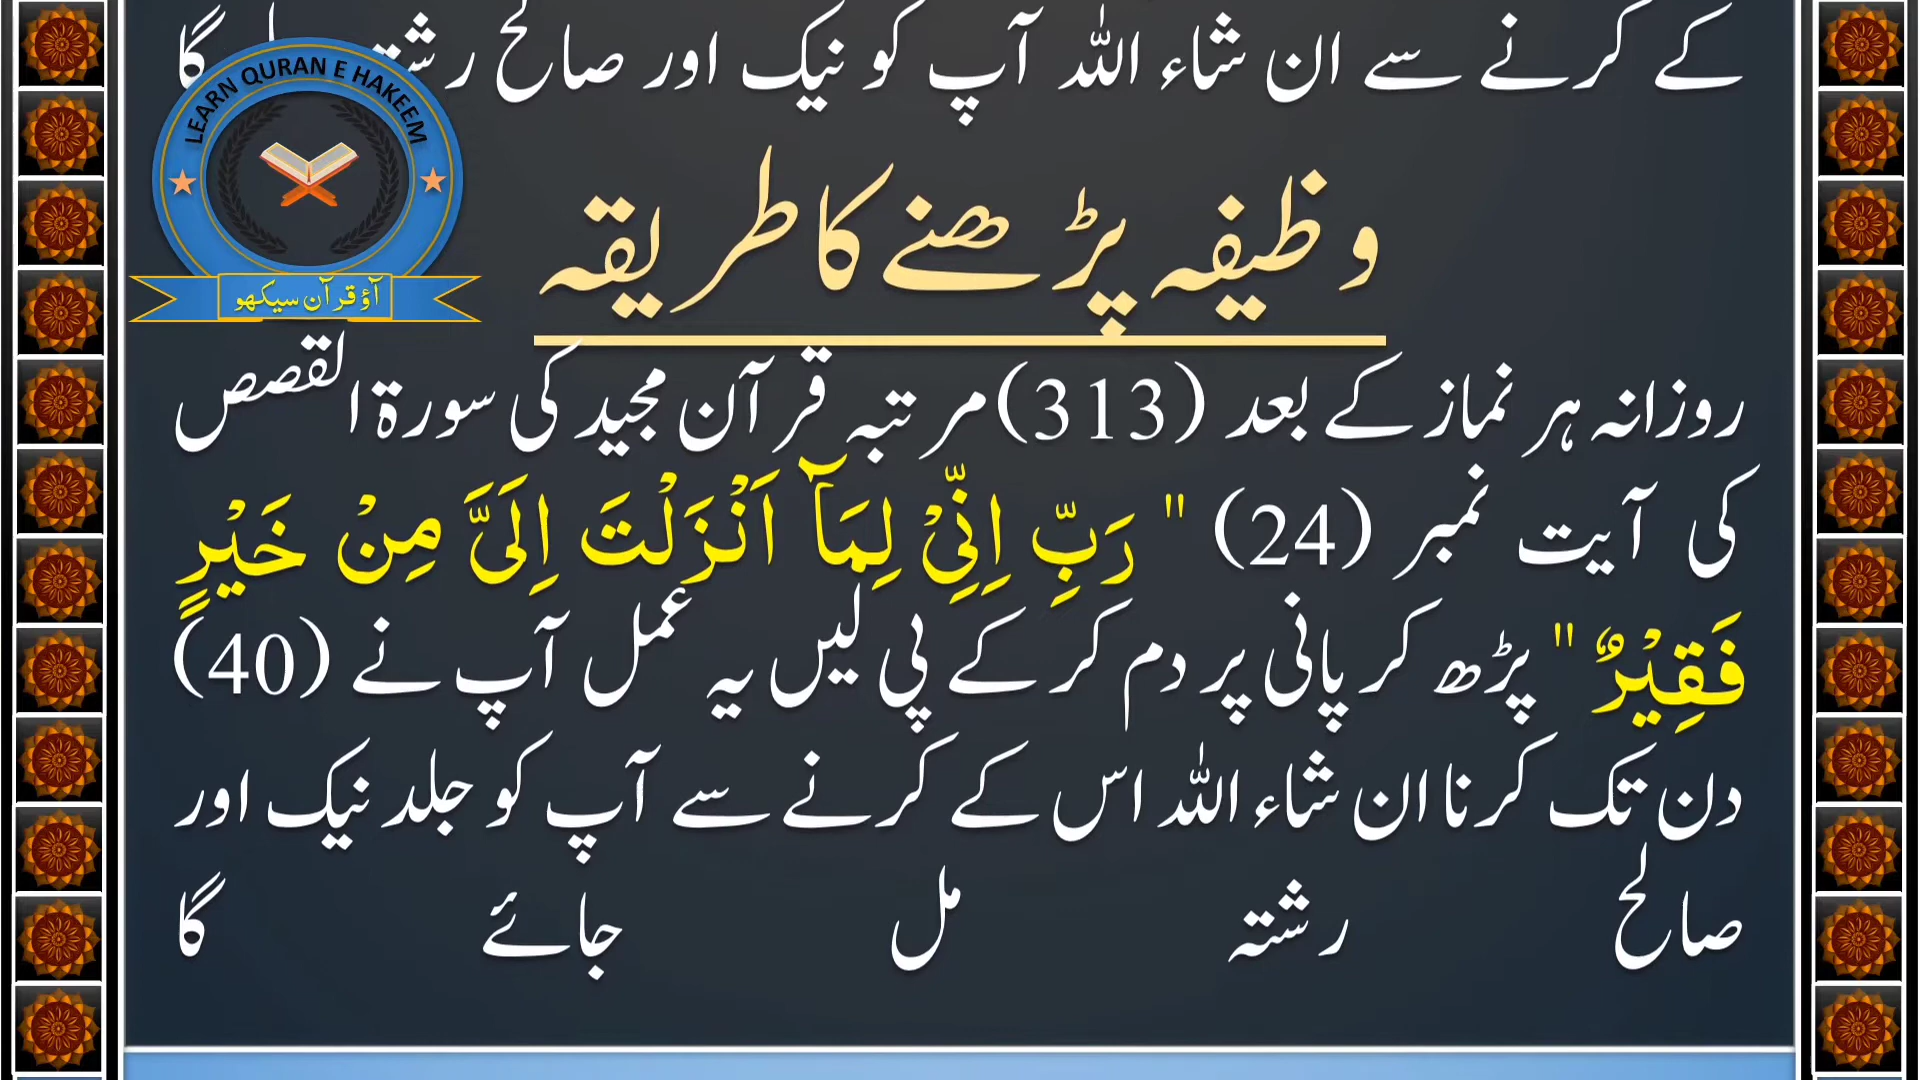 کے کرنے سے ان شاء اللہ آپ کو نیک اور صالح رشتہ گا
LEARN QURAN E HAKEEM
آؤ قرآن سیکھو
وظیفہ پڑھنے کا طریقہ
روزانہ ہر نماز کے بعد (313) مرتبہ قرآن مجید کی سورۃ القصص
کی آیت نمبر (24) " رَبِّ اِنِّیْ لِمَاۤ اَنْزَلْتَ اِلَیَّ مِنْ خَیْرٍ
فَقِیْرٌ " پڑھ کر پانی پر دم کر کے پی لیں یہ عمل آپ نے (40)
دن تک کرنا ان شاء اللہ اس کے کرنے سے آپ کو جلد نیک اور
صالح رشتہ مل جائے گا